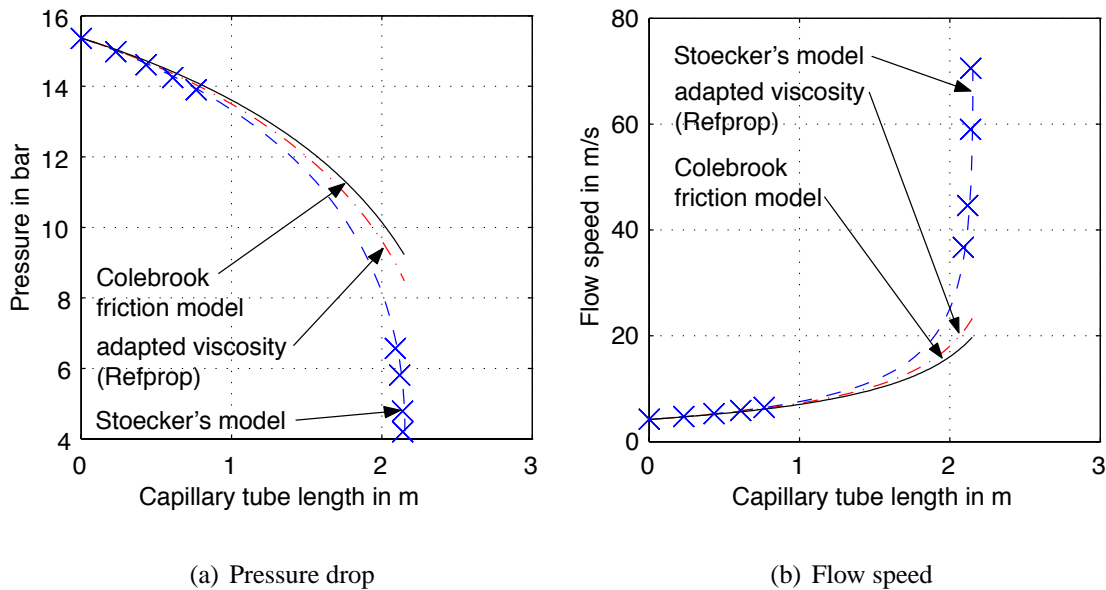 16
14
12
10
8
6
4
0
1
2
3
Pressure in bar
Capillary tube length in m
Colebrook
friction model
adapted viscosity
(Refprop)
Stoecker's model
(a) Pressure drop
80
60
40
20
0
0
1
2
3
Flow speed in m/s
Capillary tube length in m
Stoecker's model
adapted viscosity
(Refprop)
Colebrook
friction model
(b) Flow speed